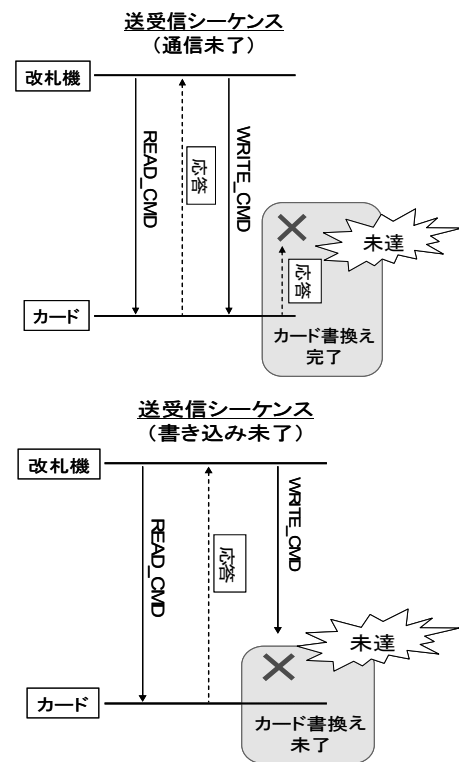 送受信シーケンス
(通信未了)
改札機
READ_CMD
応答
WRITE_CMD
未達
応答
カード
カード書換え
完了
送受信シーケンス
(書き込み未了)
改札機
READ_CMD
応答
WRITE_CMD
未達
カード
カード書換え
未了